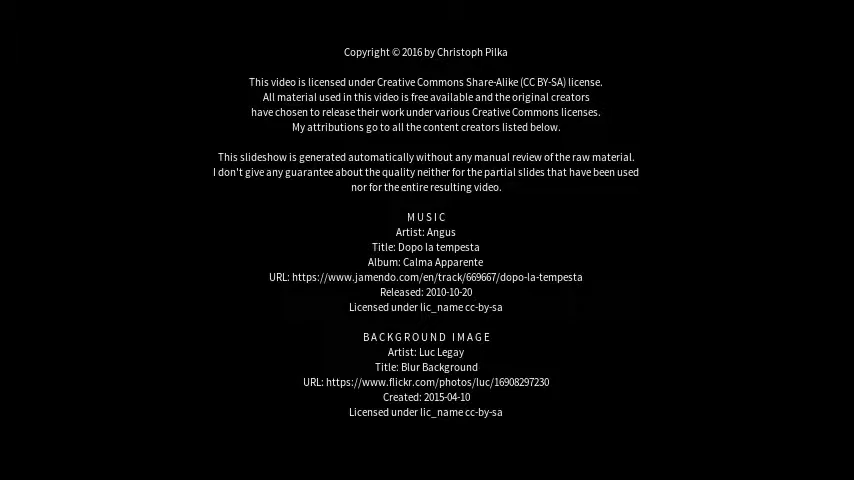 Copyright © 2016 by Christoph Pilka
This video is licensed under Creative Commons Share-Alike (CC BY-SA) license.
All material used in this video is free available and the original creators
have chosen to release their work under various Creative Commons licenses.
My attributions go to all the content creators listed below.
This slideshow is generated automatically without any manual review of the raw material.
I don't give any guarantee about the quality neither for the partial slides that have been used
nor for the entire resulting video.
M U S I C
Artist: Angus
Title: Dopo la tempesta
Album: Calma Apparente
URL: https://www.jamendo.com/en/track/669667/dopo-la-tempesta
Released: 2010-10-20
Licensed under lic_name cc-by-sa
B A C K G R O U N D   I M A G E
Artist: Luc Legay
Title: Blur Background
URL: https://www.flickr.com/photos/luc/16908297230
Created: 2015-04-10
Licensed under lic_name cc-by-sa